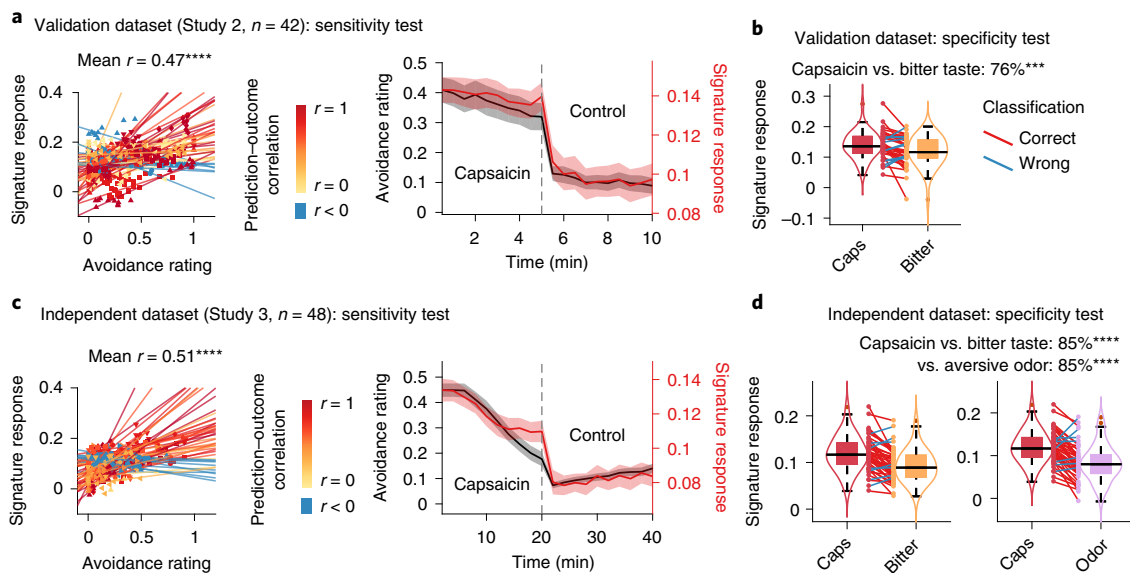 a
Validation dataset (Study 2, n = 42): sensitivity test
Mean r = 0.47****
Signature response
0.4
0.2
0
0
0.5
1
Avoidance rating
Prediction–outcome
correlation
r = 1
r = 0
r < 0
Avoidance rating
0.5
0.4
0.3
0.2
0.1
0
Capsaicin
Control
2
4
6
8
10
Time (min)
0.14
0.12
0.10
0.08
Signature response
b
Validation dataset: specificity test
Capsaicin vs. bitter taste: 76%***
Signature response
0.3
0.2
0.1
0
–0.1
Caps
Bitter
Classification
Correct
Wrong
c
Independent dataset (Study 3, n = 48): sensitivity test
Mean r = 0.51****
Signature response
0.4
0.2
0
0
0.5
1
Avoidance rating
Prediction–outcome
correlation
r = 1
r = 0
r < 0
Avoidance rating
0.5
0.4
0.3
0.2
0.1
0
Capsaicin
Control
10
20
30
40
Time (min)
0.14
0.12
0.10
0.08
Signature response
d
Independent dataset: specificity test
Capsaicin vs. bitter taste: 85%****
vs. aversive odor: 85%****
Signature response
0.2
0.1
0
Caps
Bitter
0.2
0.1
0
Caps
Odor